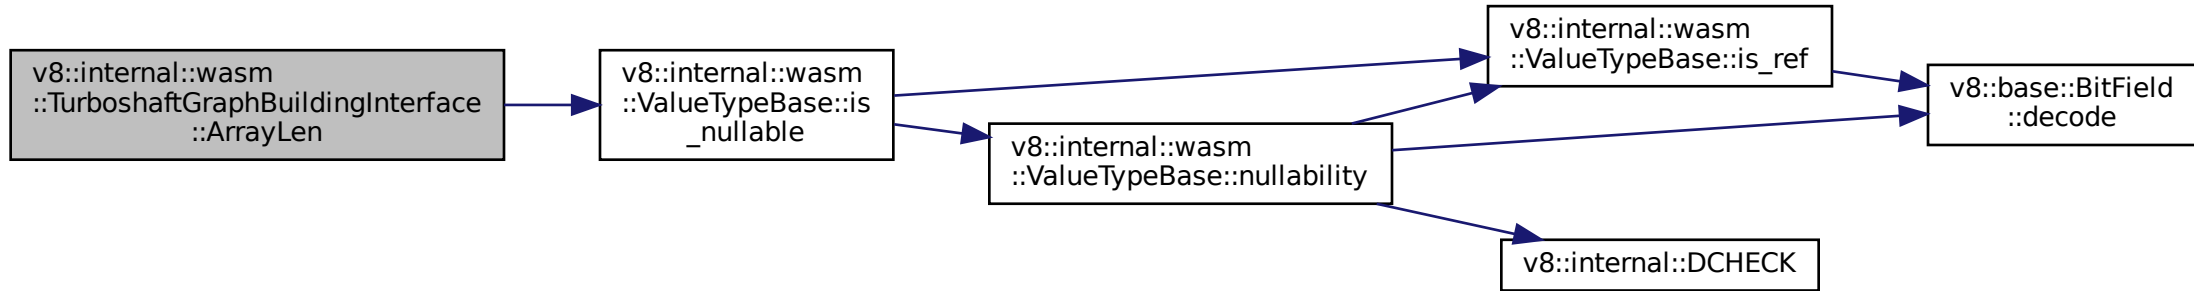 v8::internal::wasm
::TurboshaftGraphBuildingInterface
::ArrayLen
v8::internal::wasm
::ValueTypeBase::is
_nullable
v8::internal::wasm
::ValueTypeBase::is_ref
v8::internal::wasm
::ValueTypeBase::nullability
v8::base::BitField
::decode
v8::internal::DCHECK